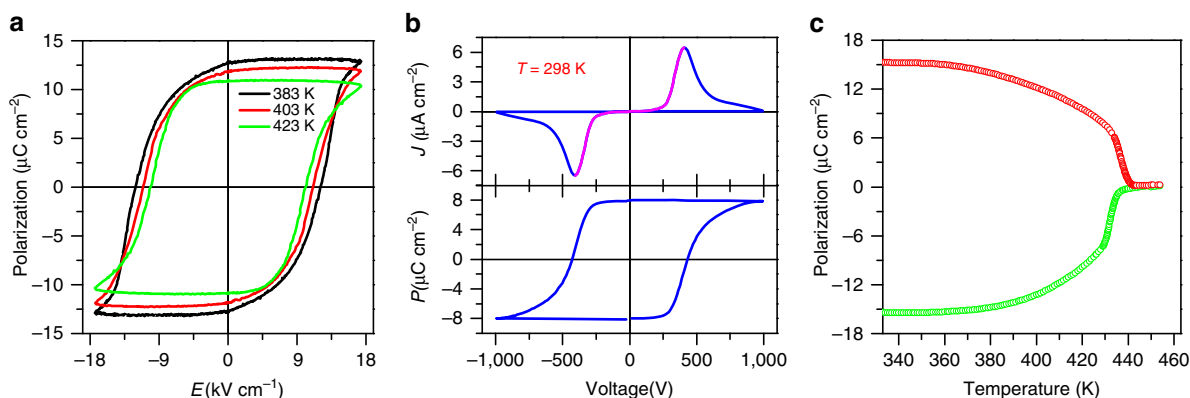 a
15
10
5
0
−5
−10
−15
Polarization (μC cm−2)
383 K
403 K
423 K
−18
−9
0
9
18
E(kV cm−1)
b
6
3
0
−3
−6
J (μA cm−2)
T = 298 K
8
4
0
−4
−8
P(μC cm−2)
−1,000
−500
0
500
1,000
Voltage(V)
c
18
12
6
0
−6
−12
−18
Polarization (μC cm−2)
340
360
380
400
420
440
460
Temperature (K)